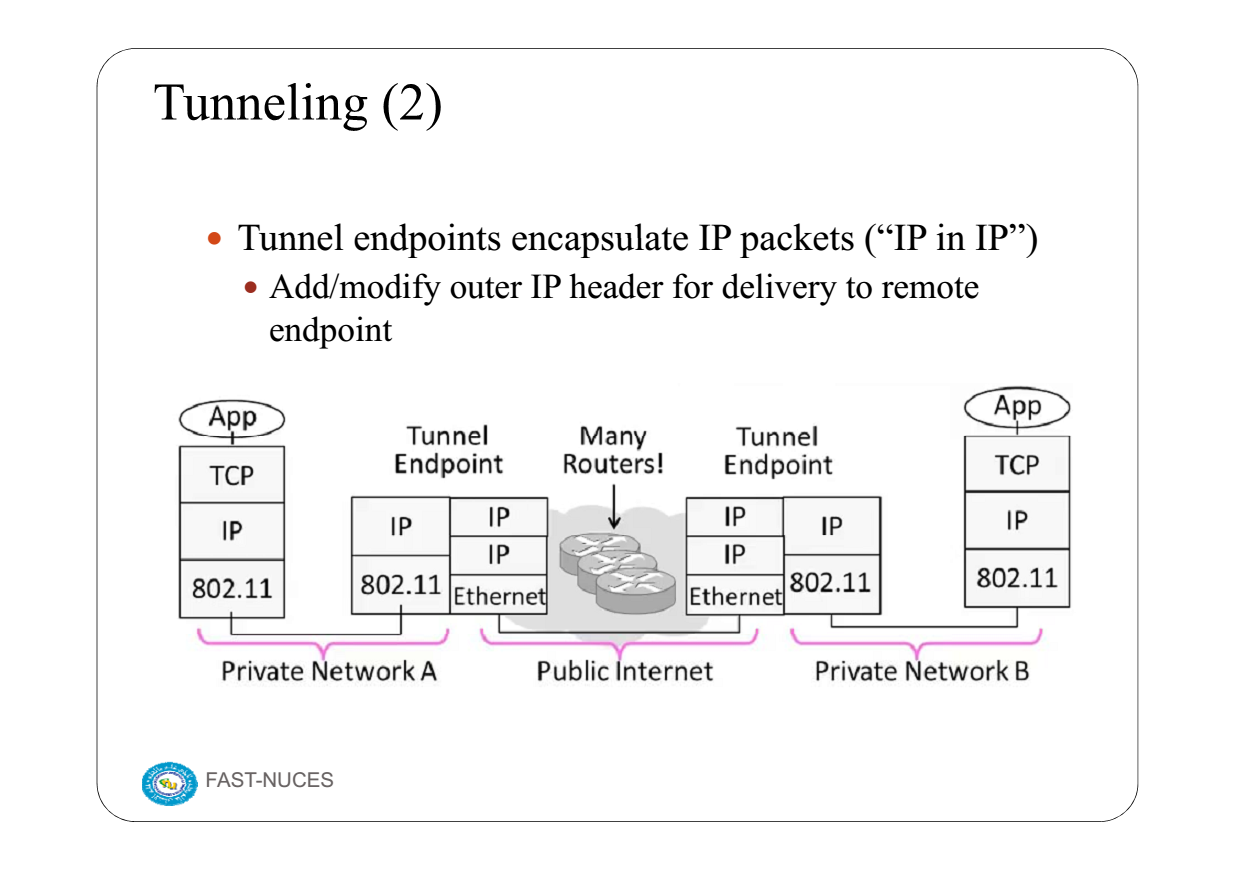 Tunneling (2)
• Tunnel endpoints encapsulate IP packets (“IP in IP”)
• Add/modify outer IP header for delivery to remote
endpoint
App
TCP
IP
802.11
Tunnel
Endpoint
IP
802.11
IP
IP
Ethernet
Many
Routers!
Tunnel
Endpoint
IP
IP
Ethernet
IP
802.11
App
TCP
IP
802.11
Private Network A
Public Internet
Private Network B
FAST-NUCES